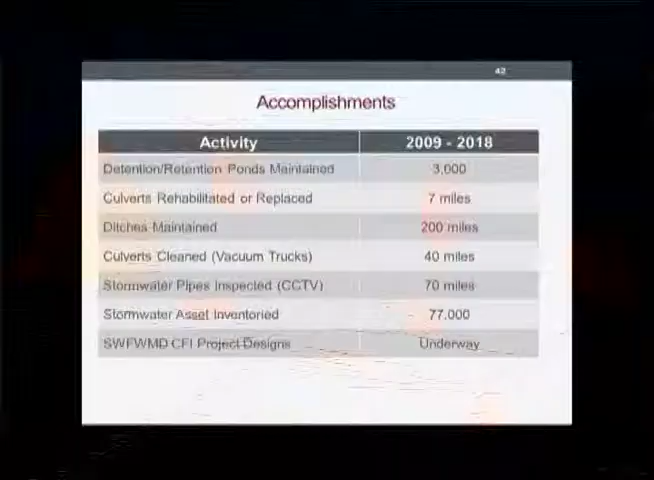 42
Accomplishments
Activity 2009 - 2018
Detention/Retention Ponds Maintained 3,000
Culverts Rehabilitated or Replaced 7 miles
Ditches Maintained 200 miles
Culverts Cleaned (Vacuum Trucks) 40 miles
Stormwater Pipes Inspected (CCTV) 70 miles
Stormwater Asset Inventoried 77,000
SWFWMD CFI Project Designs Underway